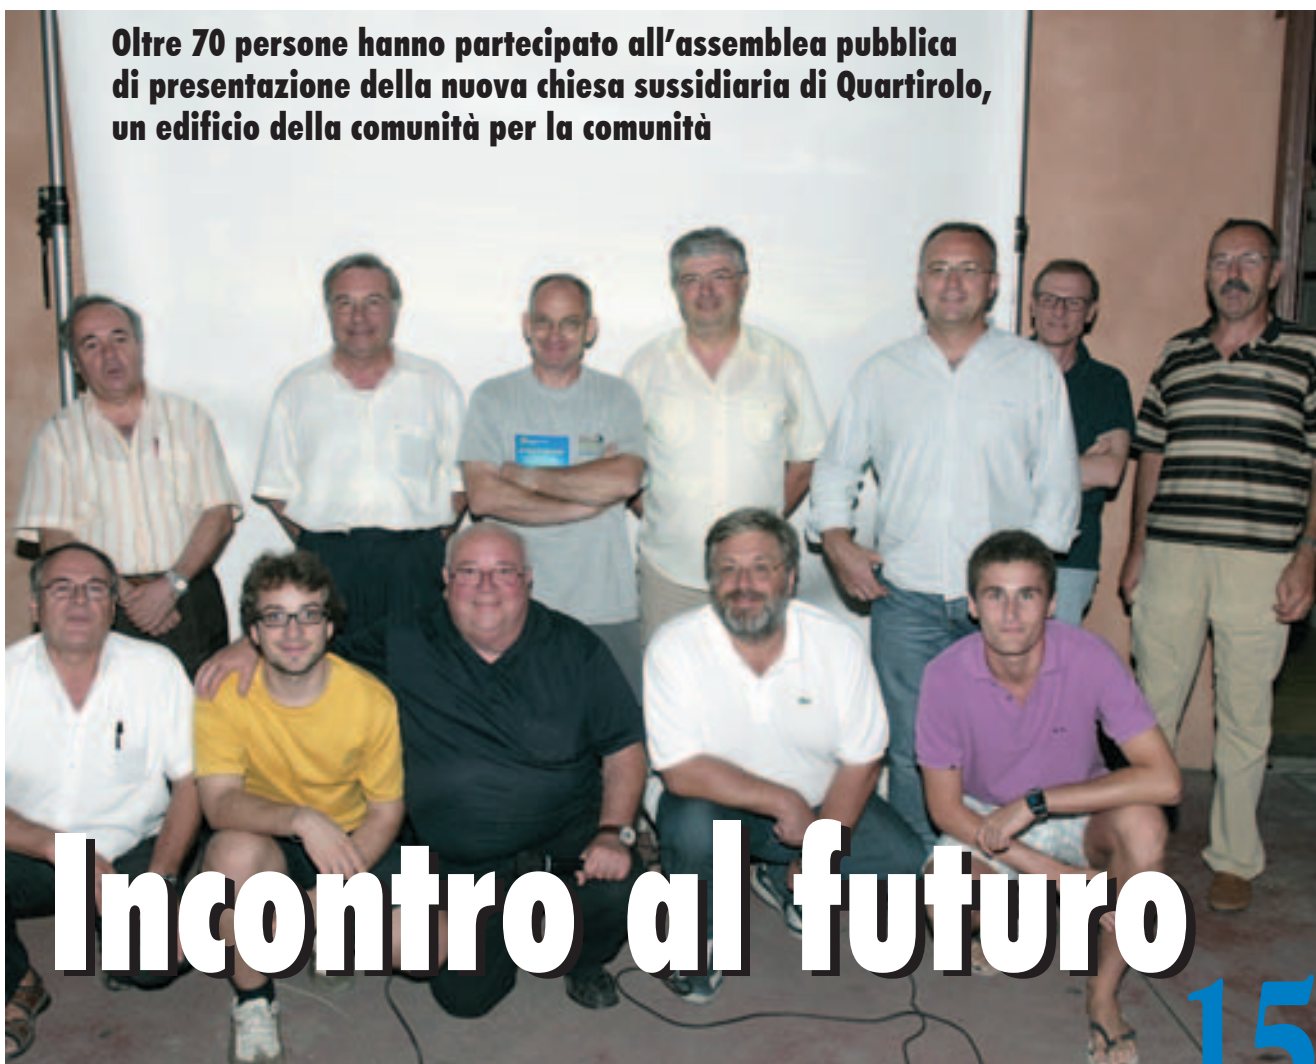 Oltre 70 persone hanno partecipato all'assemblea pubblica
di presentazione della nuova chiesa sussidiaria di Quartirolo,
un edificio della comunità per la comunità
Incontro al futuro
15